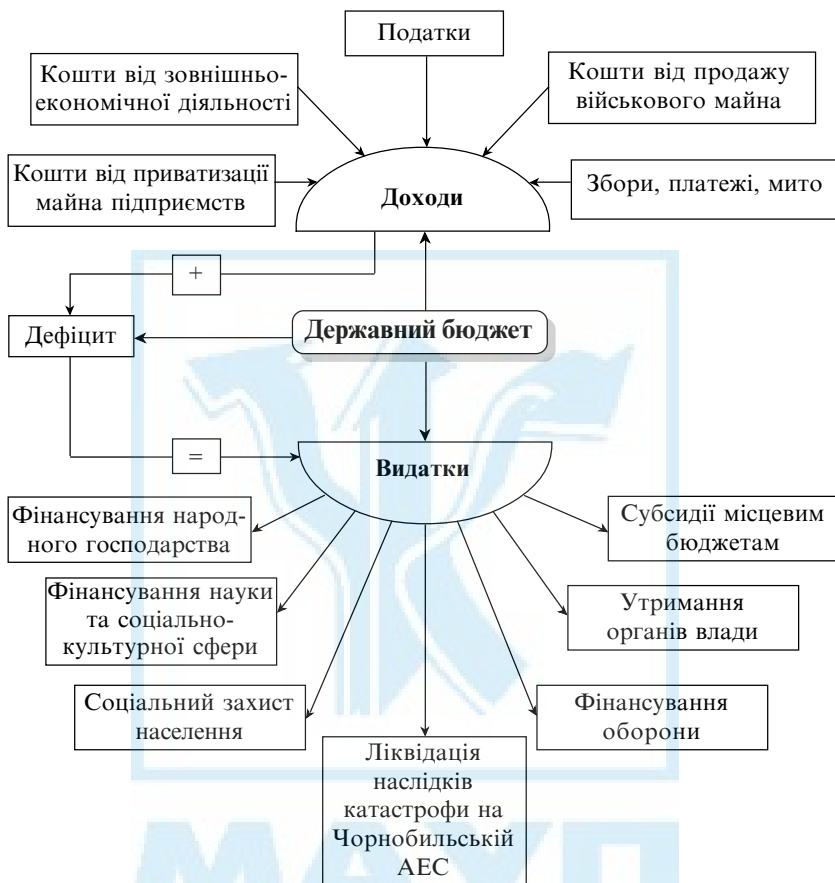 Податки
Кошти від зовнішньо-
економічної діяльності
Кошти від продажу
військового майна
Кошти від приватизації
майна підприємств
Доходи
Збори, платежі, мито
+
Дефіцит
Державний бюджет
=
Видатки
Фінансування народ-
ного господарства
Субсидії місцевим
бюджетам
Фінансування науки
та соціально-
культурної сфери
Утримання
органів влади
Соціальний захист
населення
Фінансування
оборони
Ліквідація
наслідків
катастрофи на
Чорнобильській
АЕС
МАУП